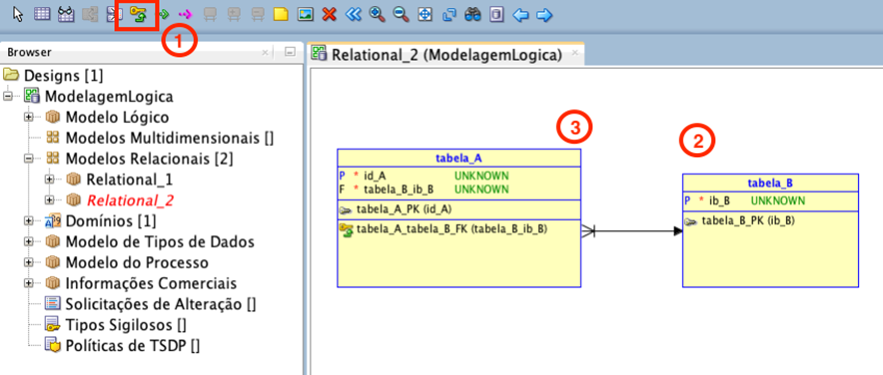 1
Browser
Relational_2 (ModelagemLogica)
Designs [1]
ModelagemLogica
Modelo Lógico
Modelos Multidimensionais []
Modelos Relacionais [2]
Relational_1
Relational_2
Domínios [1]
Modelo de Tipos de Dados
Modelo do Processo
Informações Comerciais
Solicitações de Alteração []
Tipos Sigilosos []
Políticas de TSDP []
3
2
tabela_A
P * id_A UNKNOWN
F * tabela_B_ib_B UNKNOWN
tabela_A_PK (id_A)
tabela_A_tabela_B_FK (tabela_B_ib_B)
tabela_B
P * ib_B UNKNOWN
tabela_B_PK (ib_B)